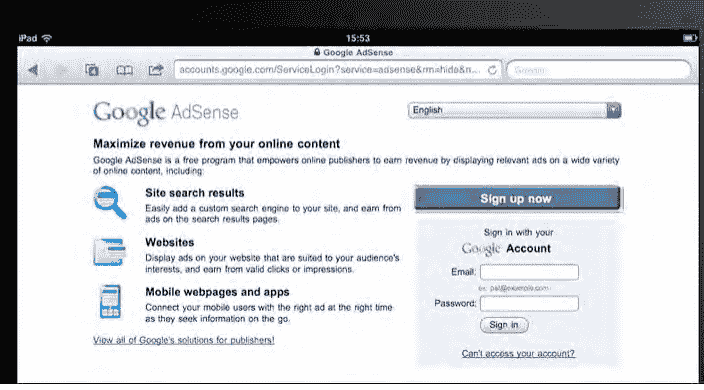 iPad
15:53
Google AdSense
accounts.google.com/ServiceLogin?service=adsense&rm=hide&n...
Google AdSense
English
Maximize revenue from your online content
Google AdSense is a free program that empowers online publishers to earn revenue by displaying relevant ads on a wide variety
of online content, including:
Site search results
Easily add a custom search engine to your site, and earn from
ads on the search results pages.
Websites
Display ads on your website that are suited to your audience's
interests, and earn from valid clicks or impressions.
Mobile webpages and apps
Connect your mobile users with the right ad at the right time
as they seek information on the go.
View all of Google's solutions for publishers!
Sign up now
Sign in with your
Google Account
Email:
ex: pat@example.com
Password:
Sign in
Can't access your account?